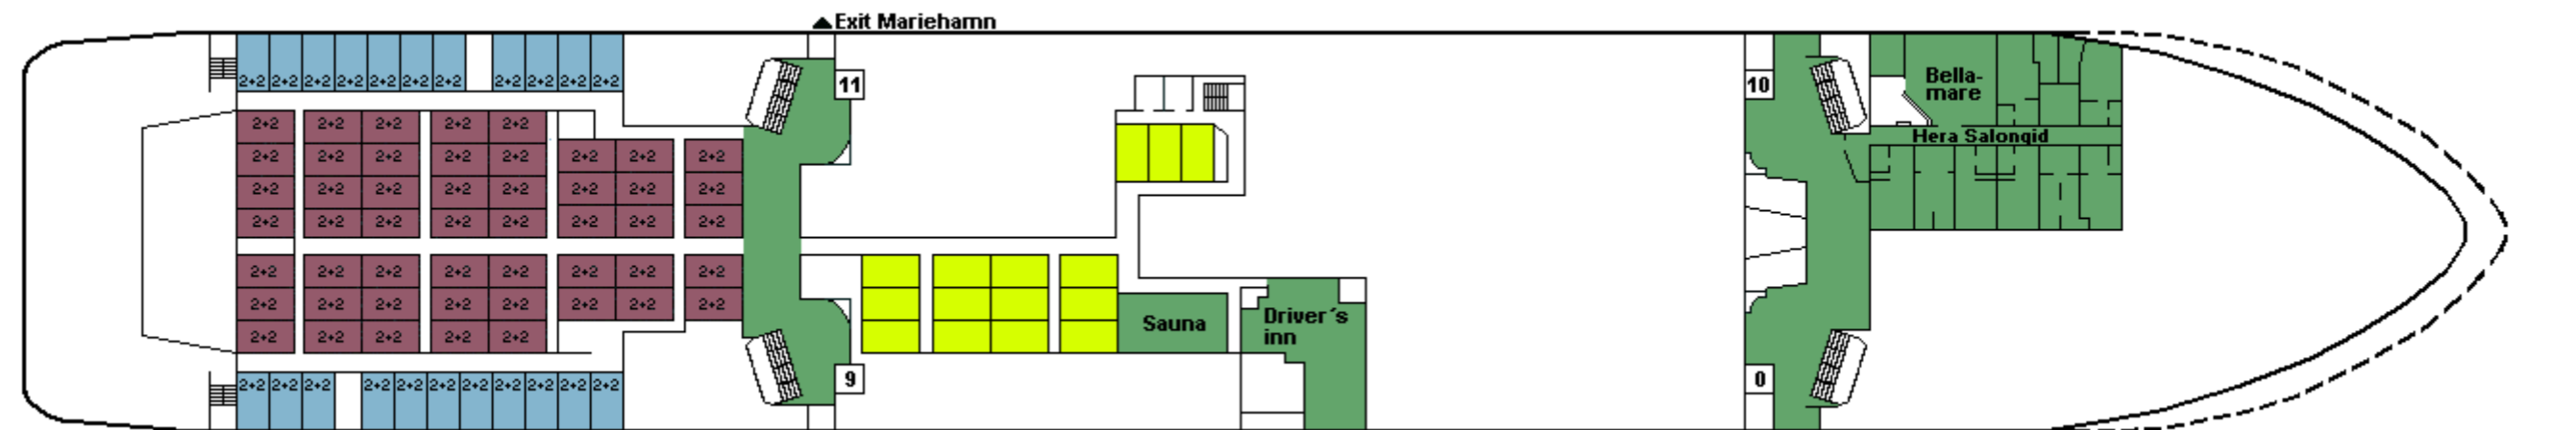 Exit Mariehamn
2+2 2+2 2+2 2+2 2+2 2+2 2+2 2+2 2+2 2+2 2+2
11
10
Bella-
mare
2+2 2+2 2+2 2+2 2+2
Hera Salongid
2+2 2+2 2+2 2+2 2+2 2+2 2+2 2+2
2+2 2+2 2+2 2+2 2+2 2+2 2+2 2+2
2+2 2+2 2+2 2+2 2+2 2+2 2+2 2+2
2+2 2+2 2+2 2+2 2+2 2+2 2+2 2+2
2+2 2+2 2+2 2+2 2+2 2+2 2+2 2+2
Sauna
Driver´s
inn
2+2 2+2 2+2 2+2 2+2
2+2 2+2 2+2 2+2 2+2 2+2 2+2 2+2 2+2 2+2 2+2
9
0